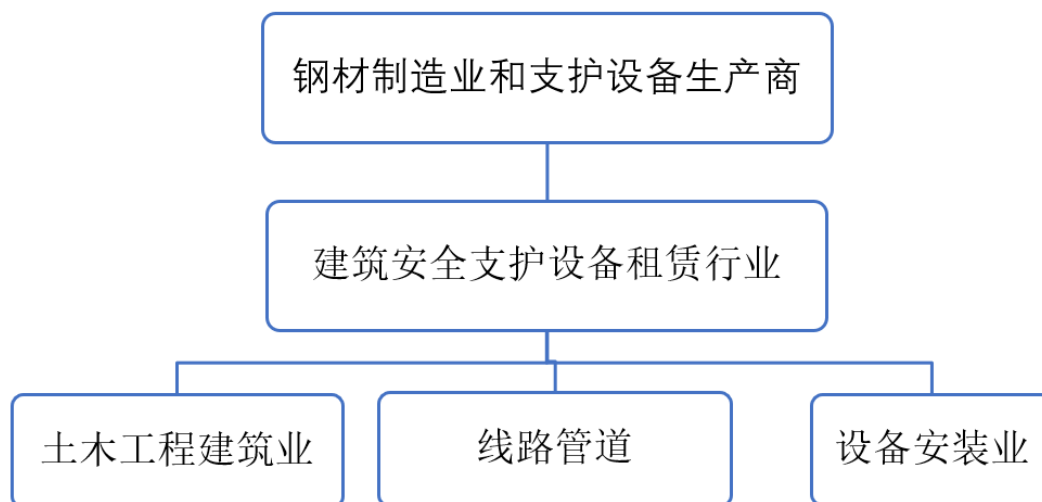 钢材制造业和支护设备生产商
建筑安全支护设备租赁行业
土木工程建筑业
线路管道
设备安装业